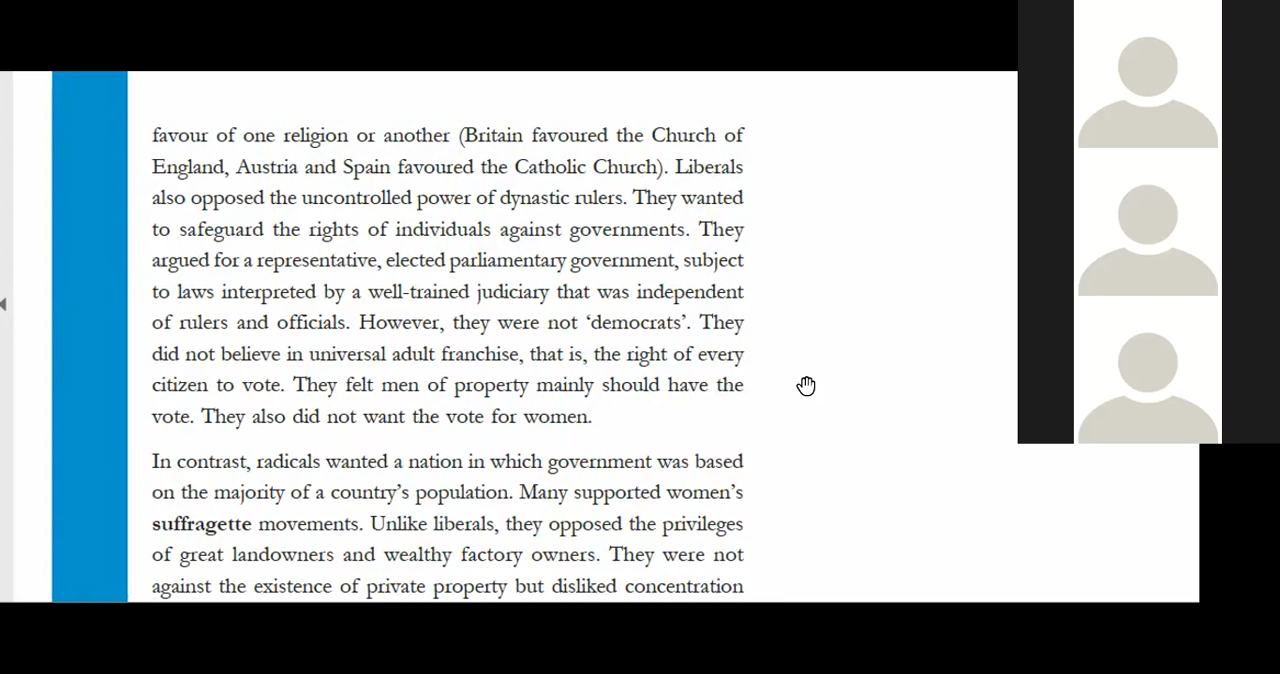 favour of one religion or another (Britain favoured the Church of
England, Austria and Spain favoured the Catholic Church). Liberals
also opposed the uncontrolled power of dynastic rulers. They wanted
to safeguard the rights of individuals against governments. They
argued for a representative, elected parliamentary government, subject
to laws interpreted by a well-trained judiciary that was independent
of rulers and officials. However, they were not ‘democrats’. They
did not believe in universal adult franchise, that is, the right of every
citizen to vote. They felt men of property mainly should have the
vote. They also did not want the vote for women.
In contrast, radicals wanted a nation in which government was based
on the majority of a country’s population. Many supported women’s
suffragette movements. Unlike liberals, they opposed the privileges
of great landowners and wealthy factory owners. They were not
against the existence of private property but disliked concentration